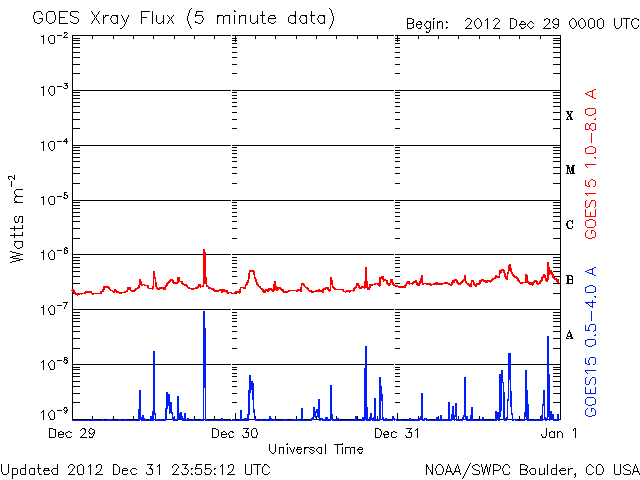 GOES Xray Flux (5 minute data)
Begin: 2012 Dec 29 0000 UTC
10-2
10-3
10-4
10-5
10-6
10-7
10-8
10-9
Watts m-2
X
M
C
B
A
GOES15 1.0-8.0 A
GOES15 0.5-4.0 A
Dec 29
Dec 30
Dec 31
Jan 1
Universal Time
Updated 2012 Dec 31 23:55:12 UTC
NOAA/SWPC Boulder, CO USA